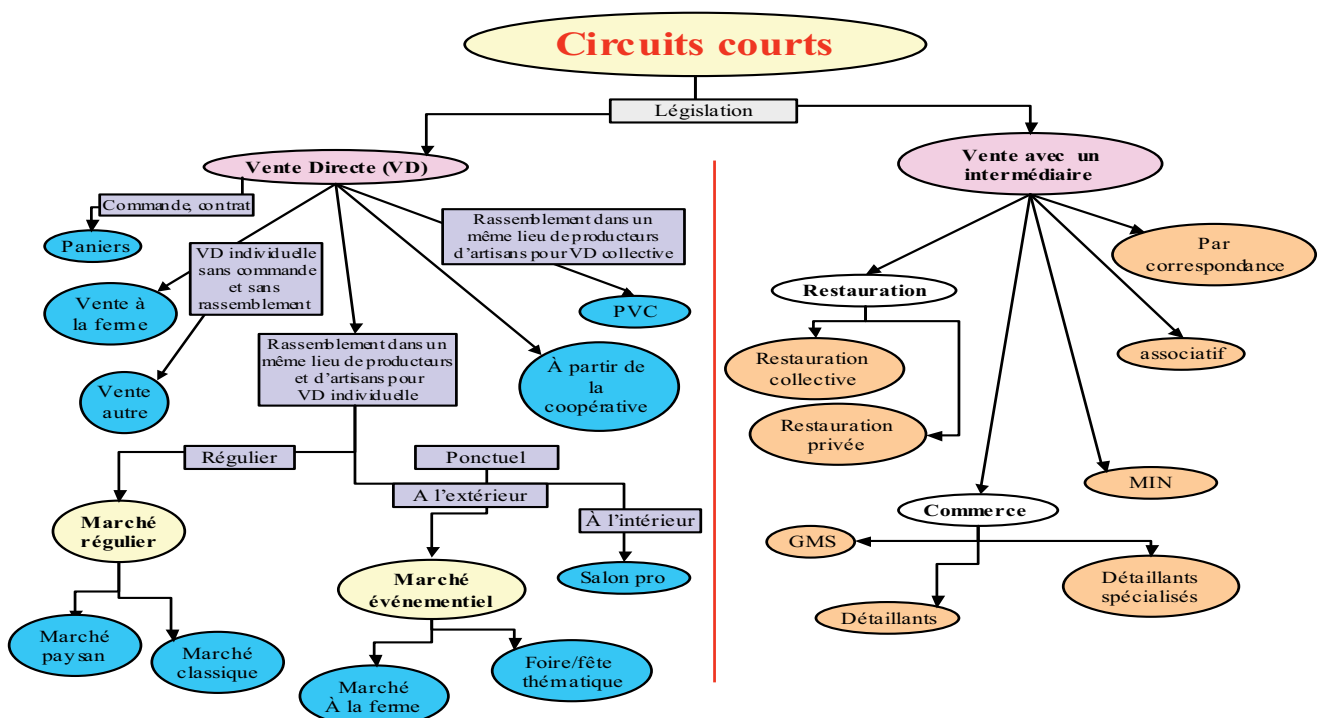 Circuits courts
Législation
Vente Directe (VD)
Commande, contrat
Paniers
VD individuelle
sans commande
et sans
rassemblement
Vente à
la ferme
Vente
autre
Rassemblement dans un
même lieu de producteurs
d'artisans pour VD collective
PVC
Rassemblement dans un
même lieu de producteurs
et d'artisans pour
VD individuelle
À partir de
la
coopérative
Régulier
Ponctuel
A l'extérieur
À l'intérieur
Marché
régulier
Marché
événementiel
Salon pro
Marché
paysan
Marché
classique
Marché
À la ferme
Foire/fête
thématique
Vente avec un
intermédiaire
Par
correspondance
Restauration
Restauration
collective
Restauration
privée
associatif
MIN
Commerce
GMS
Détaillants
Détaillants
spécialisés